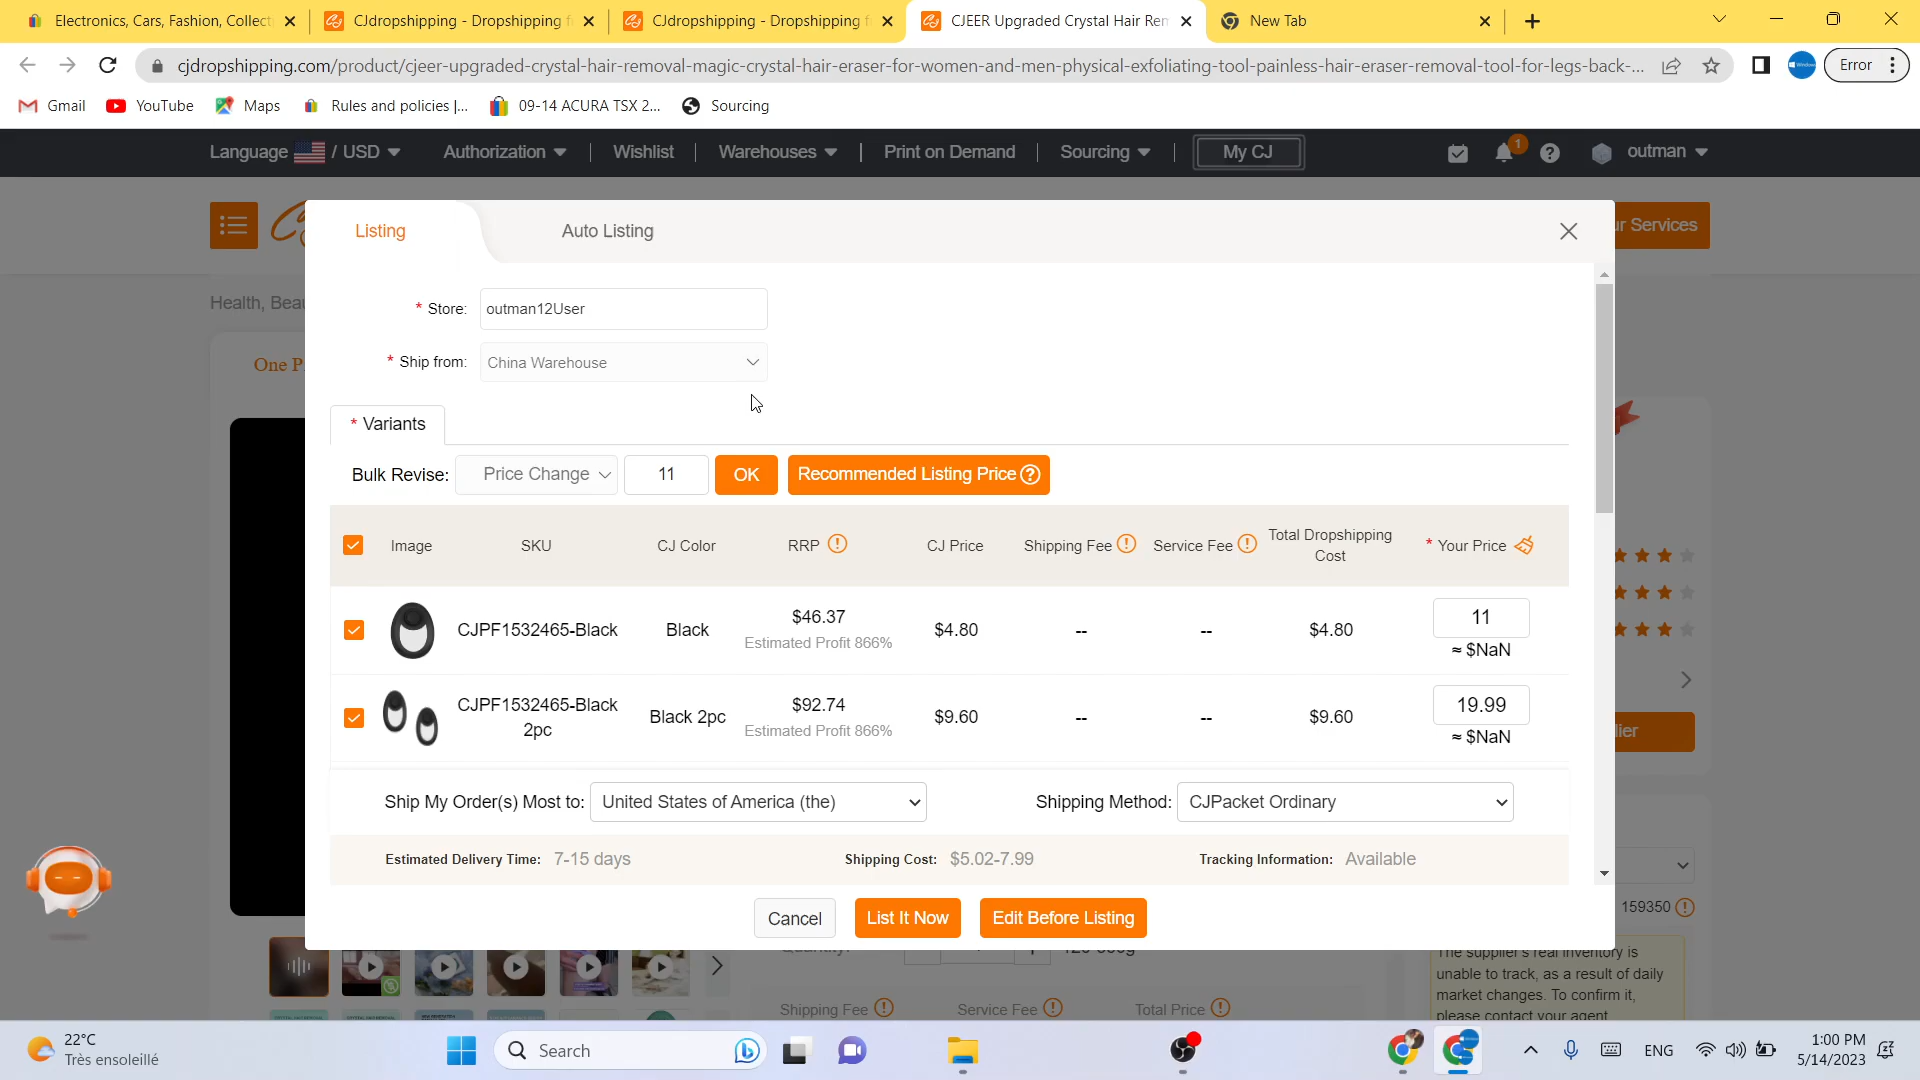 Electronics, Cars, Fashion, Collect
CJdropshipping - Dropshipping f
CJdropshipping - Dropshipping f
CJEER Upgraded Crystal Hair Rem
New Tab
cjdropshipping.com/product/cjeer-upgraded-crystal-hair-removal-magic-crystal-hair-eraser-for-women-and-men-physical-exfoliating-tool-painless-hair-eraser-removal-tool-for-legs-back-...
Error
Gmail
YouTube
Maps
Rules and policies |...
09-14 ACURA TSX 2...
Sourcing
Language / USD
Authorization
Wishlist
Warehouses
Print on Demand
Sourcing
My CJ
1
outman
Listing
Auto Listing
ur Services
Health, Beau
* Store: outman12User
One P
* Ship from: China Warehouse
* Variants
Bulk Revise: Price Change 11 OK Recommended Listing Price
Image SKU CJ Color RRP CJ Price Shipping Fee Service Fee Total Dropshipping Cost * Your Price
CJPF1532465-Black Black $46.37 Estimated Profit 866% $4.80 -- -- $4.80 11 ≈ $NaN
CJPF1532465-Black 2pc Black 2pc $92.74 Estimated Profit 866% $9.60 -- -- $9.60 19.99 ≈ $NaN
lier
Ship My Order(s) Most to: United States of America (the)
Shipping Method: CJPacket Ordinary
Estimated Delivery Time: 7-15 days
Shipping Cost: $5.02-7.99
Tracking Information: Available
Cancel
List It Now
Edit Before Listing
159350
The supplier's real inventory is
unable to track, as a result of daily
market changes. To confirm it,
please contact your agent
Shipping Fee
Service Fee
Total Price
22°C
Très ensoleillé
Search
ENG
1:00 PM
5/14/2023